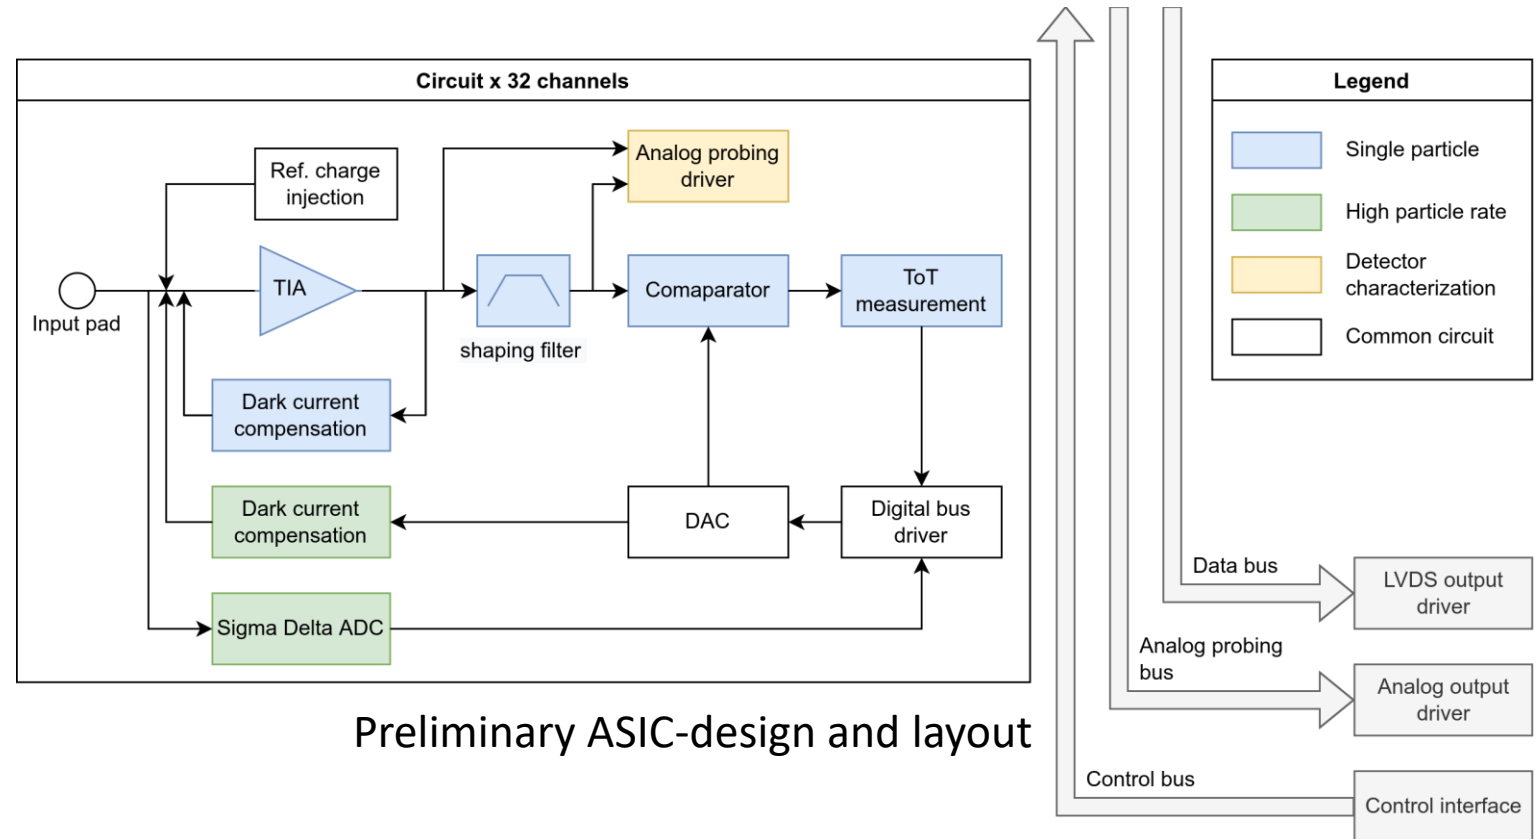 Circuit x 32 channels
Ref. charge
injection
Analog probing
driver
TIA
Input pad
shaping filter
Comaparator
ToT
measurement
Dark current
compensation
Dark current
compensation
DAC
Digital bus
driver
Sigma Delta ADC
Legend
Single particle
High particle rate
Detector
characterization
Common circuit
Data bus
LVDS output
driver
Analog probing
bus
Analog output
driver
Control bus
Control interface
Preliminary ASIC-design and layout